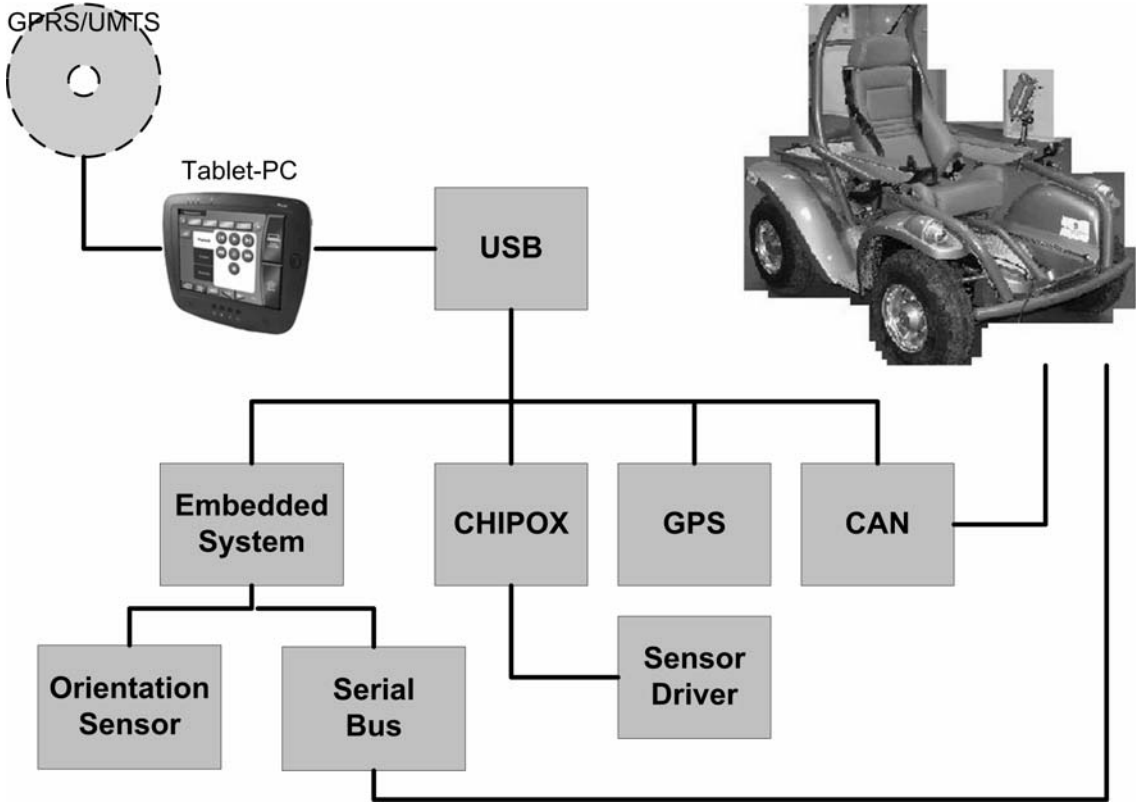 GPRS/UMTS
Tablet-PC
USB
Embedded
System
CHIPOX
GPS
CAN
Orientation
Sensor
Serial
Bus
Sensor
Driver